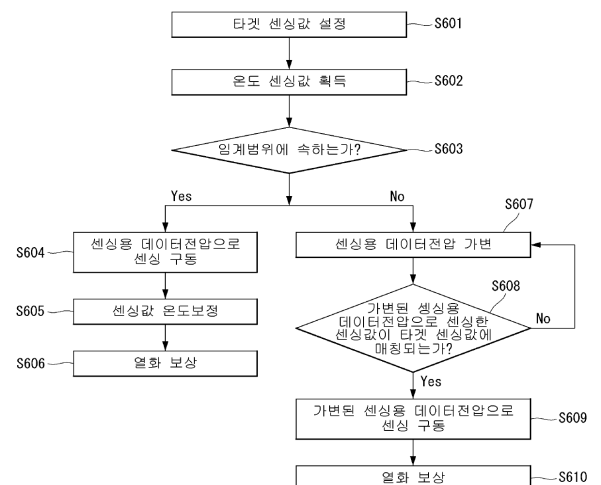 타겟 센싱값 설정
S601
온도 센싱값 획득
S602
임계범위에 속하는가?
S603
Yes
No
S604
센싱용 데이터전압으로
센싱 구동
S605
센싱값 온도보정
S606
열화 보상
S607
센싱용 데이터전압 가변
S608
가변된 센싱용
데이터전압으로 센싱한
센싱값이 타겟 센싱값에
매칭되는가?
No
Yes
가변된 센싱용 데이터전압으로
센싱 구동
S609
열화 보상
S610